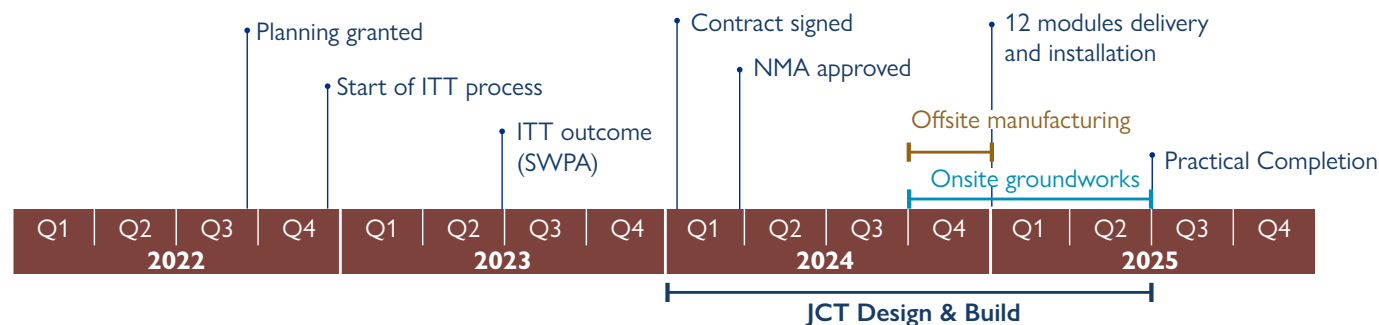 Planning granted
Start of ITT process
ITT outcome
(SWPA)
Contract signed
NMA approved
12 modules delivery
and installation
Offsite manufacturing
Onsite groundworks
Practical Completion
Q1 Q2 Q3 Q4 Q1 Q2 Q3 Q4 Q1 Q2 Q3 Q4 Q1 Q2 Q3 Q4
2022 2023 2024 2025
JCT Design & Build